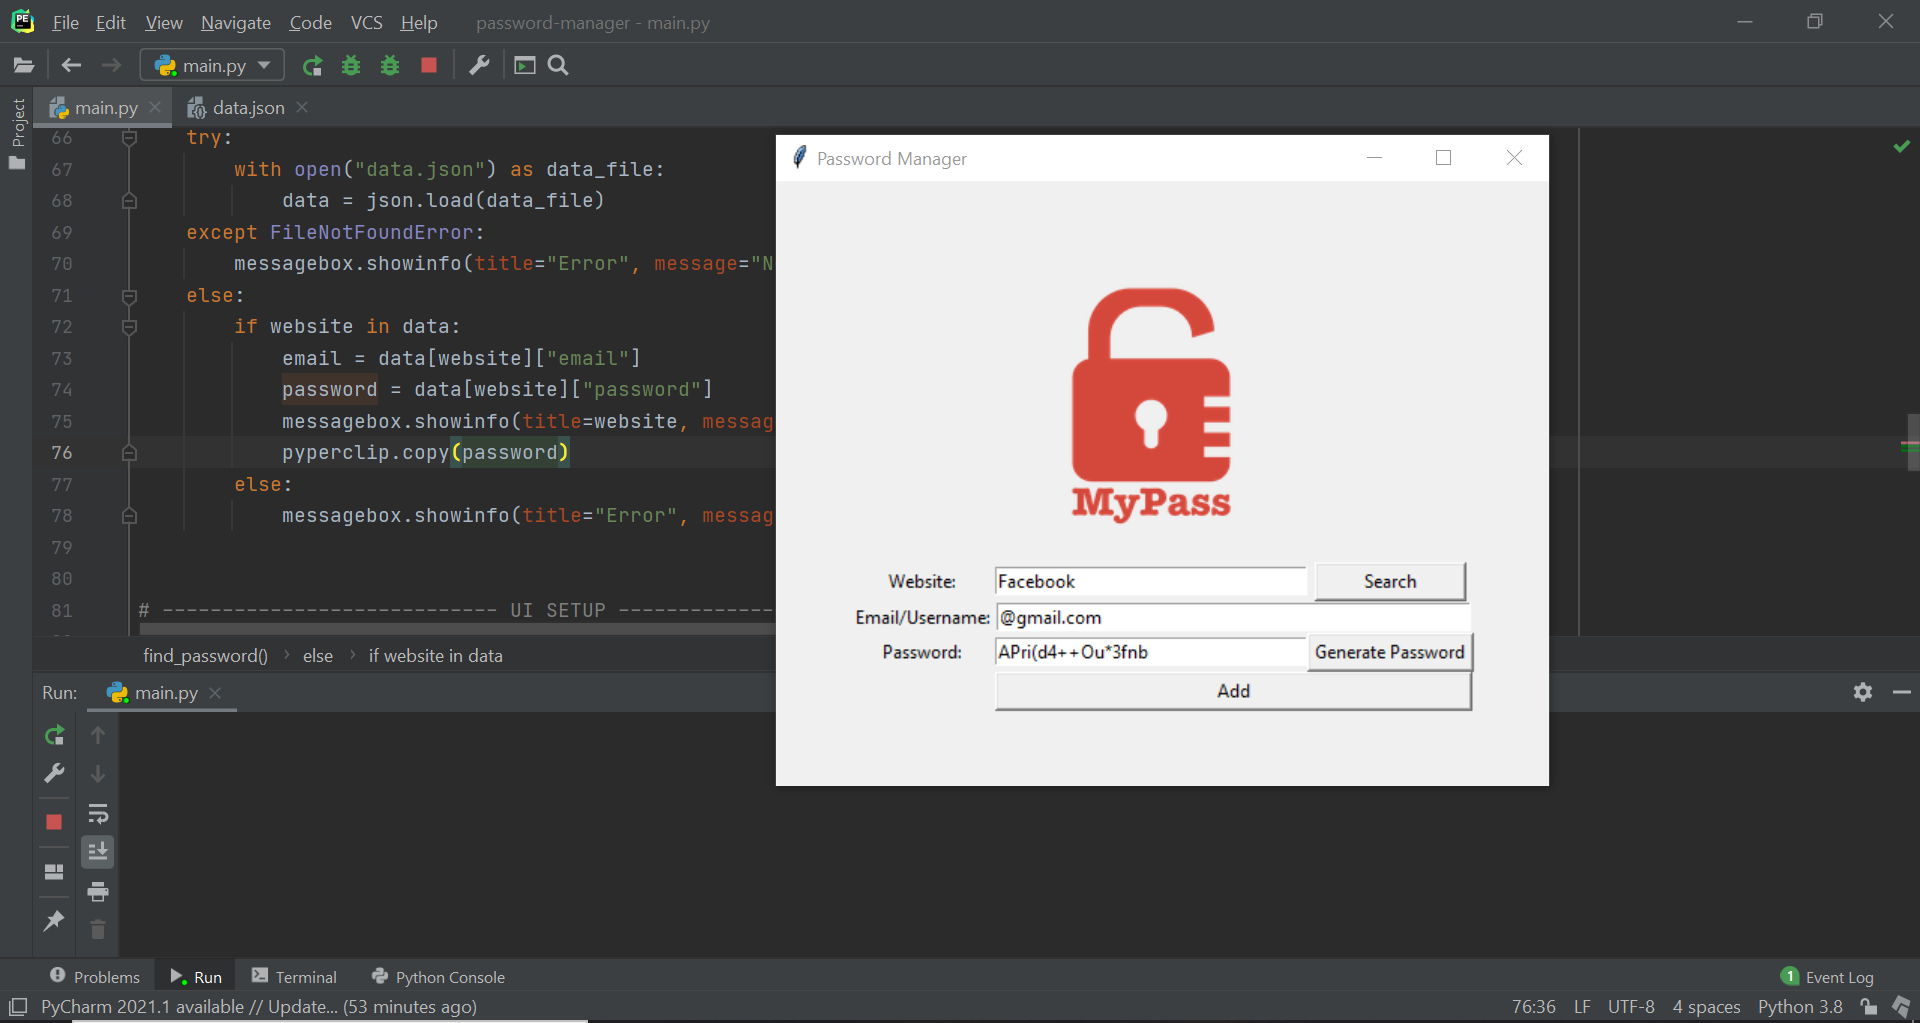 PE File Edit View Navigate Code VCS Help password-manager - main.py
main.py
Project
main.py data.json
66 try:
67 with open("data.json") as data_file:
68 data = json.load(data_file)
69 except FileNotFoundError:
70 messagebox.showinfo(title="Error", message="N
71 else:
72 if website in data:
73 email = data[website]["email"]
74 password = data[website]["password"]
75 messagebox.showinfo(title=website, messag
76 pyperclip.copy(password)
77 else:
78 messagebox.showinfo(title="Error", messag
79
80
81 # ---------------------------- UI SETUP -------------
find_password() › else › if website in data
Password Manager
MyPass
Website: Facebook Search
Email/Username: @gmail.com
Password: APri(d4++Ou*3fnb Generate Password
Add
Run: main.py
Problems Run Terminal Python Console 1 Event Log
PyCharm 2021.1 available // Update... (53 minutes ago) 76:36 LF UTF-8 4 spaces Python 3.8